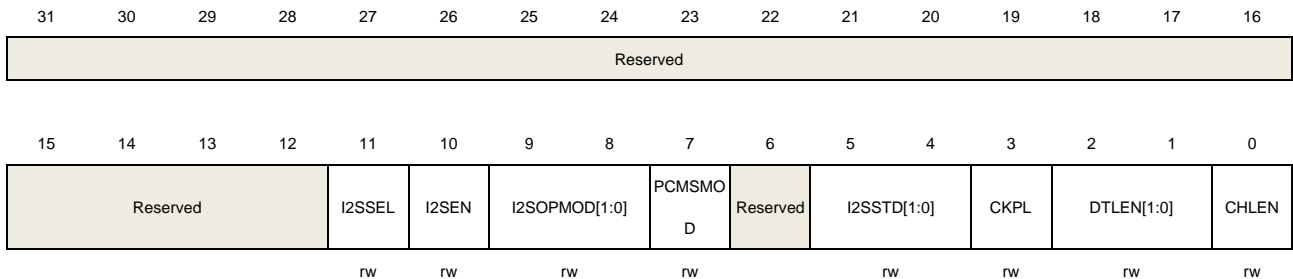 31 30 29 28 27 26 25 24 23 22 21 20 19 18 17 16
Reserved
15 14 13 12 11 10 9 8 7 6 5 4 3 2 1 0
Reserved I2SSEL I2SEN I2SOPMOD[1:0] PCMSMO
D Reserved I2SSTD[1:0] CKPL DTLEN[1:0] CHLEN
rw rw rw rw rw rw rw rw